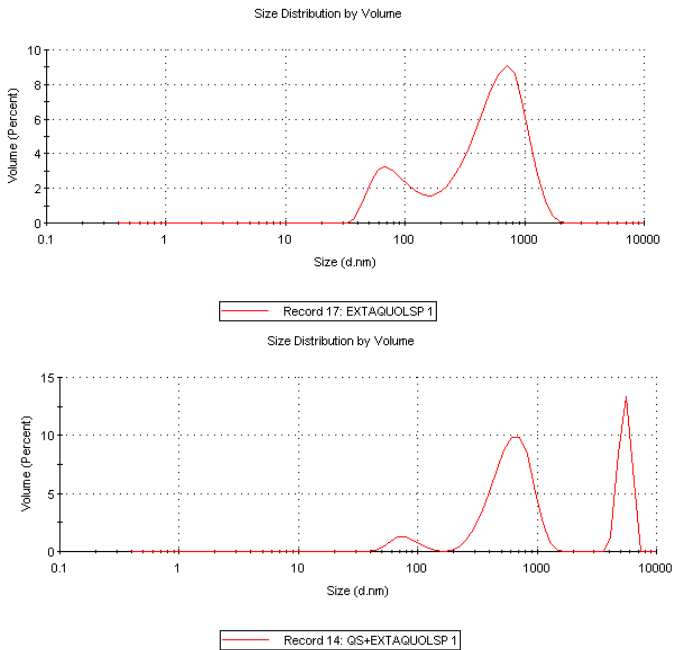 Size Distribution by Volume
10
8
6
4
2
0
Volume (Percent)
0.1 1 10 100 1000 10000
Size (d.nm)
Record 17: EXTAQUOLSP 1
Size Distribution by Volume
15
10
5
0
Volume (Percent)
0.1 1 10 100 1000 10000
Size (d.nm)
Record 14: QS+EXTAQUOLSP 1